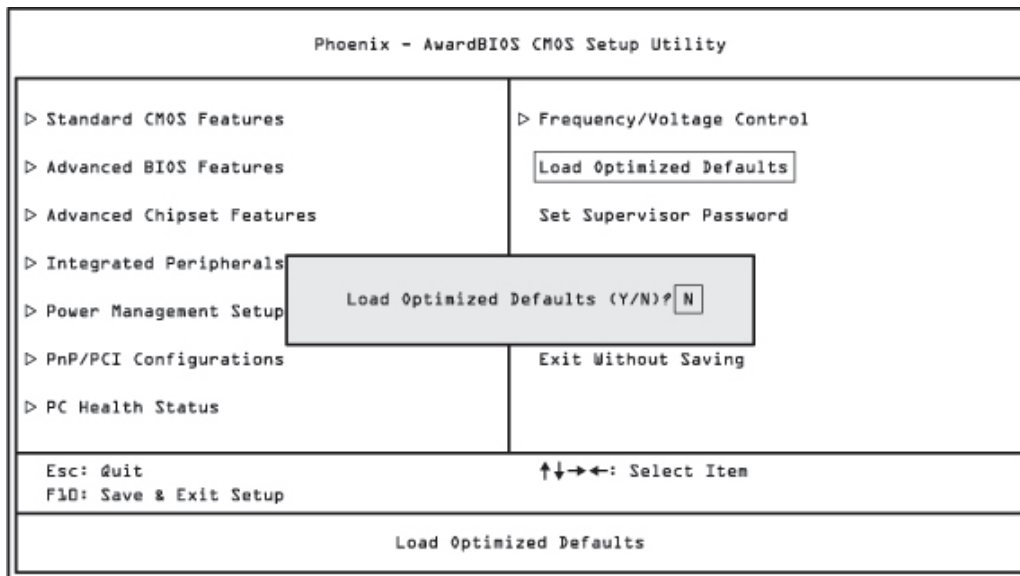 Phoenix - AwardBIOS CMOS Setup Utility
▷ Standard CMOS Features
▷ Advanced BIOS Features
▷ Advanced Chipset Features
▷ Integrated Peripherals
▷ Power Management Setup
▷ PnP/PCI Configurations
▷ PC Health Status
▷ Frequency/Voltage Control
Load Optimized Defaults
Set Supervisor Password
Load Optimized Defaults (Y/N)? N
Exit Without Saving
Esc: Quit
F10: Save & Exit Setup
↑↓→←: Select Item
Load Optimized Defaults